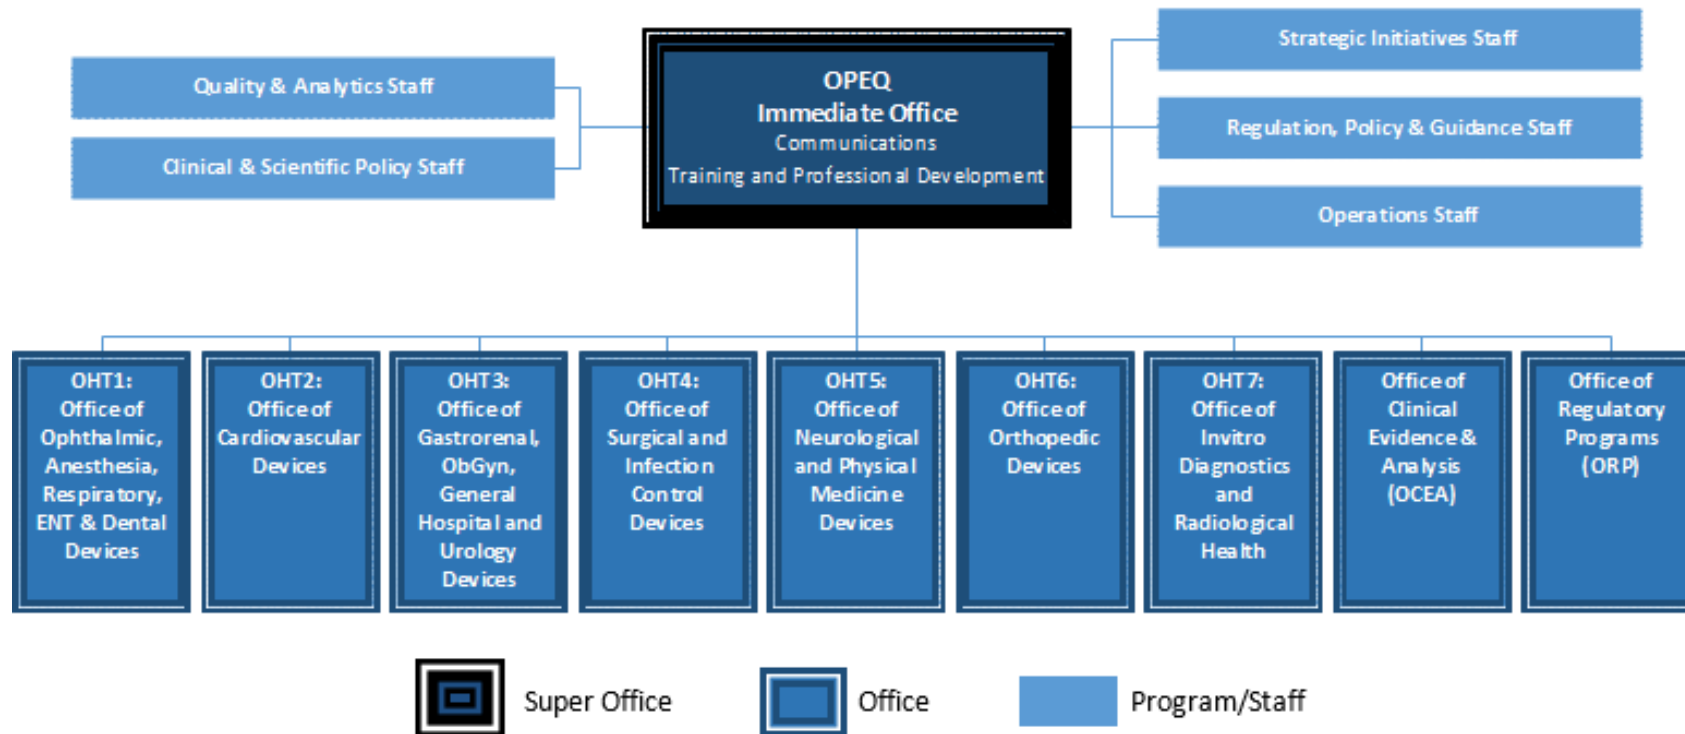 Quality & Analytics Staff
Clinical & Scientific Policy Staff
OPEQ
Immediate Office
Communications
Training and Professional Development
Strategic Initiatives Staff
Regulation, Policy & Guidance Staff
Operations Staff
OHT1:
Office of
Ophthalmic,
Anesthesia,
Respiratory,
ENT & Dental
Devices
OHT2:
Office of
Cardiovascular
Devices
OHT3:
Office of
Gastrorenal,
ObGyn,
General
Hospital and
Urology
Devices
OHT4:
Office of
Surgical and
Infection
Control
Devices
OHT5:
Office of
Neurological
and Physical
Medicine
Devices
OHT6:
Office of
Orthopedic
Devices
OHT7:
Office of
Invitro
Diagnostics
and
Radiological
Health
Office of
Clinical
Evidence &
Analysis
(OCEA)
Office of
Regulatory
Programs
(ORP)
Super Office
Office
Program/Staff